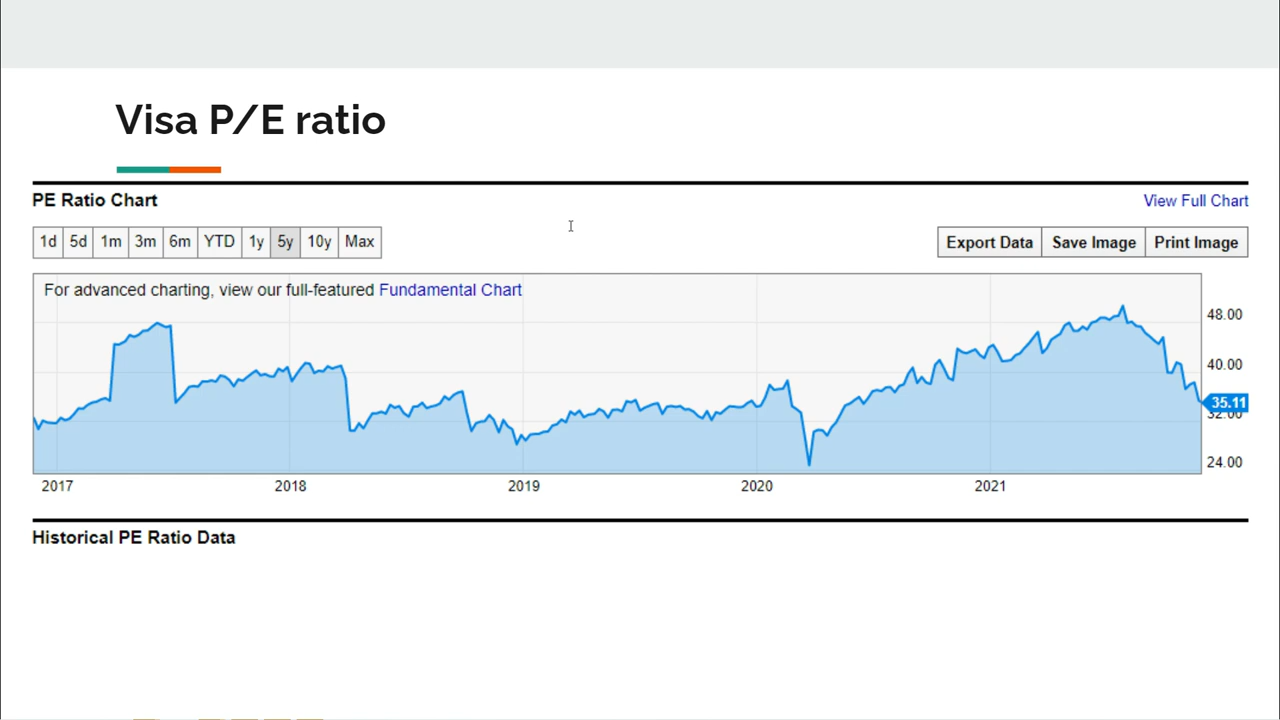 Visa P/E ratio
PE Ratio Chart
View Full Chart
1d 5d 1m 3m 6m YTD 1y 5y 10y Max
Export Data Save Image Print Image
For advanced charting, view our full-featured Fundamental Chart
48.00
40.00
35.11
32.00
24.00
2017 2018 2019 2020 2021
Historical PE Ratio Data